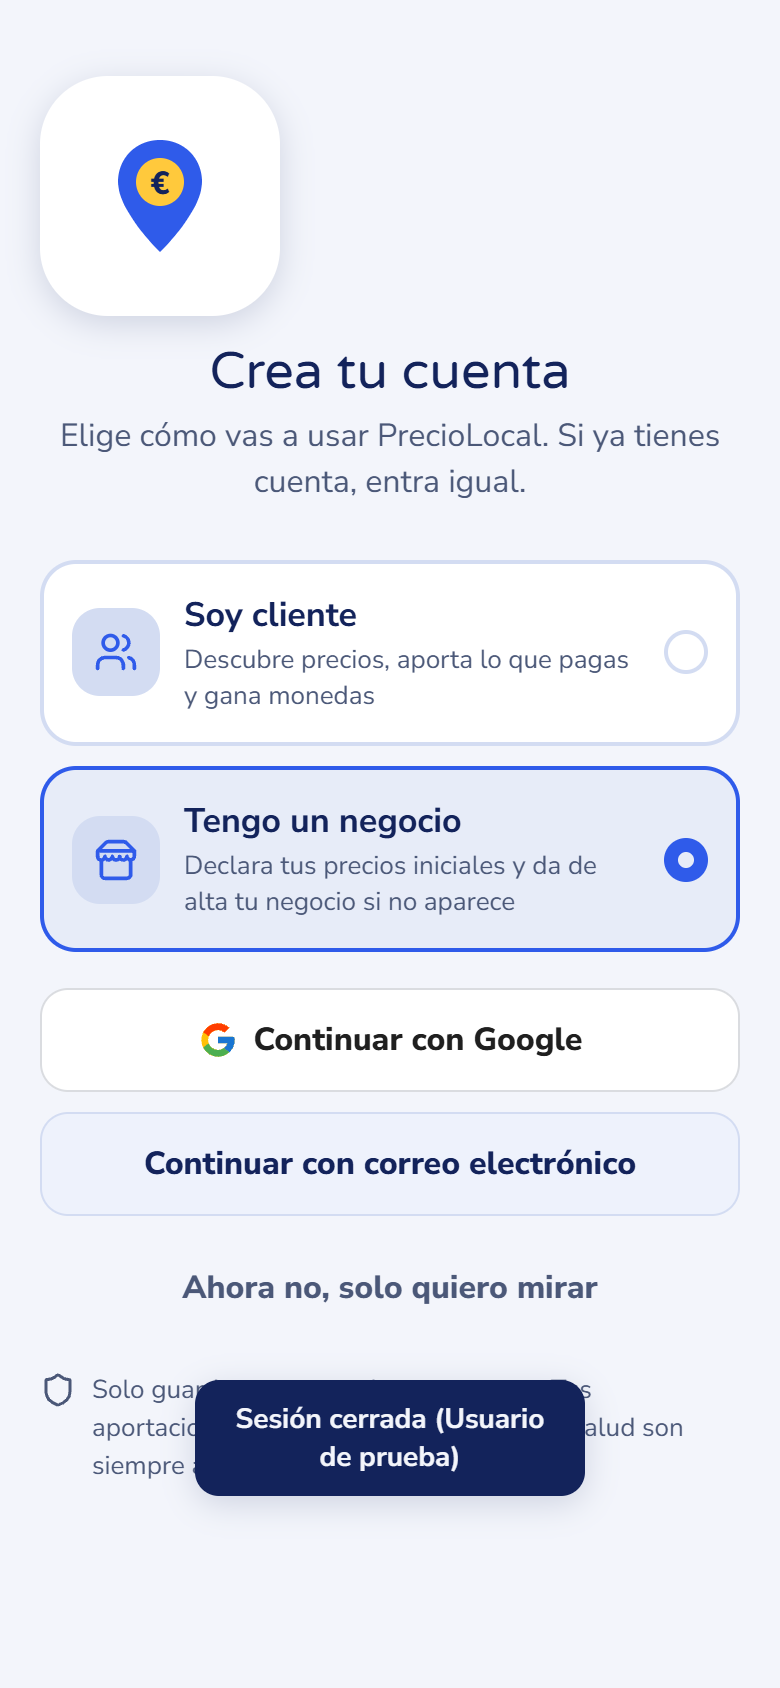 €
Crea tu cuenta
Elige cómo vas a usar PrecioLocal. Si ya tienes
cuenta, entra igual.
Soy cliente
Descubre precios, aporta lo que pagas
y gana monedas
Tengo un negocio
Declara tus precios iniciales y da de
alta tu negocio si no aparece
Continuar con Google
Continuar con correo electrónico
Ahora no, solo quiero mirar
Solo
son
siempre
Sesión cerrada (Usuario
de prueba)